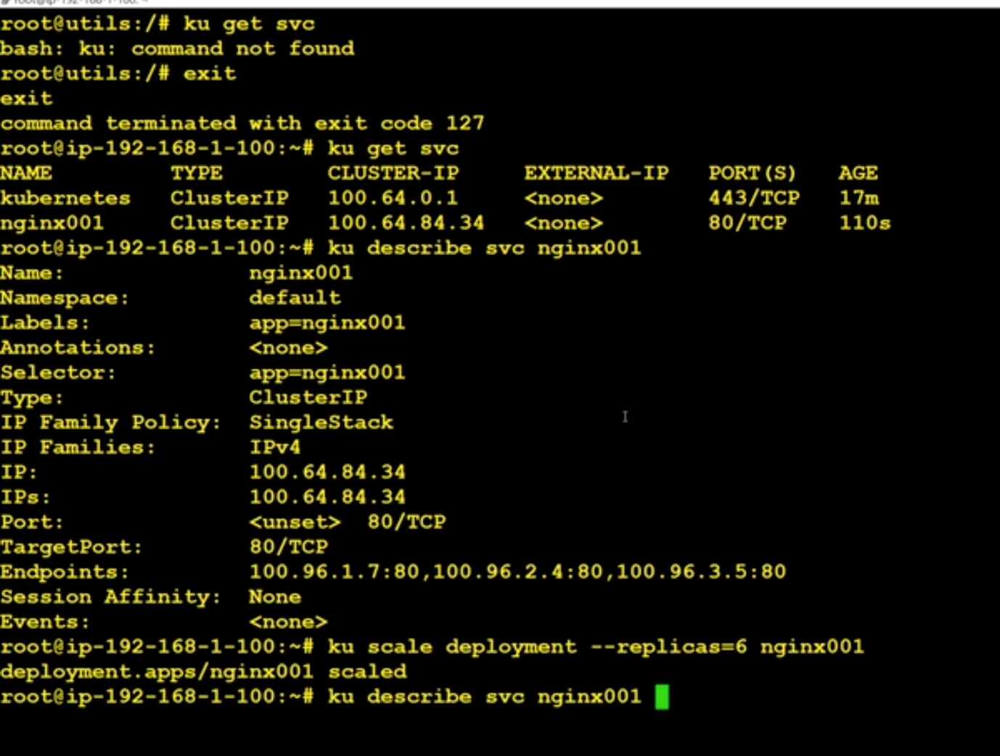 root@ip-192-168-1-100: ~
root@utils:/# ku get svc
bash: ku: command not found
root@utils:/# exit
exit
command terminated with exit code 127
root@ip-192-168-1-100:~# ku get svc
NAME TYPE CLUSTER-IP EXTERNAL-IP PORT(S) AGE
kubernetes ClusterIP 100.64.0.1 <none> 443/TCP 17m
nginx001 ClusterIP 100.64.84.34 <none> 80/TCP 110s
root@ip-192-168-1-100:~# ku describe svc nginx001
Name: nginx001
Namespace: default
Labels: app=nginx001
Annotations: <none>
Selector: app=nginx001
Type: ClusterIP
IP Family Policy: SingleStack
IP Families: IPv4
IP: 100.64.84.34
IPs: 100.64.84.34
Port: <unset> 80/TCP
TargetPort: 80/TCP
Endpoints: 100.96.1.7:80,100.96.2.4:80,100.96.3.5:80
Session Affinity: None
Events: <none>
root@ip-192-168-1-100:~# ku scale deployment --replicas=6 nginx001
deployment.apps/nginx001 scaled
root@ip-192-168-1-100:~# ku describe svc nginx001